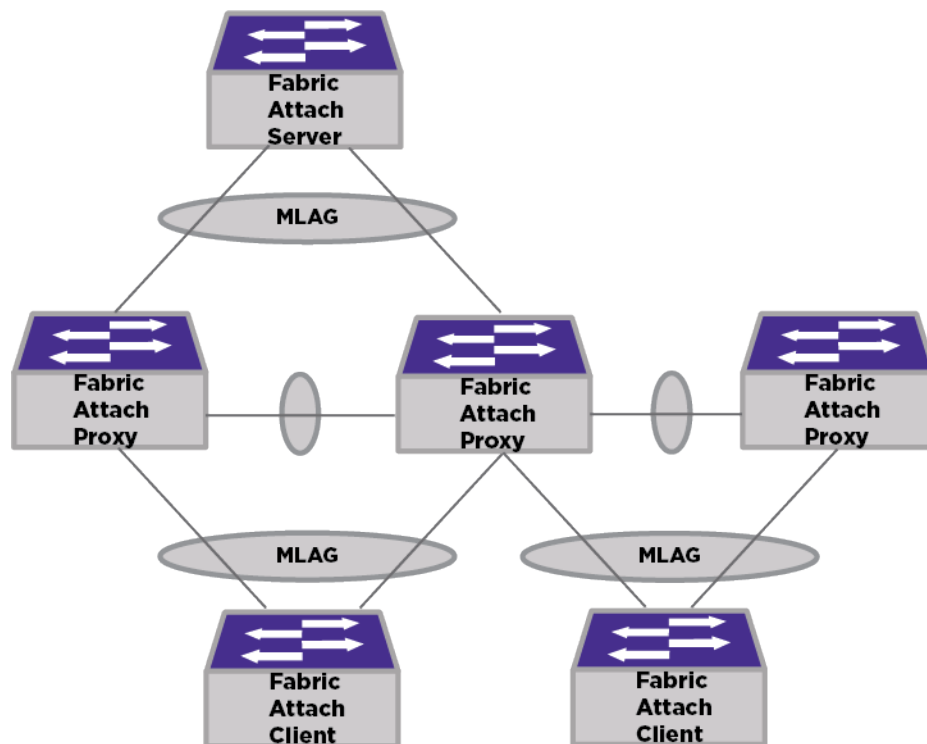 Fabric
Attach
Server
MLAG
Fabric
Attach
Proxy
Fabric
Attach
Proxy
Fabric
Attach
Proxy
MLAG
MLAG
Fabric
Attach
Client
Fabric
Attach
Client